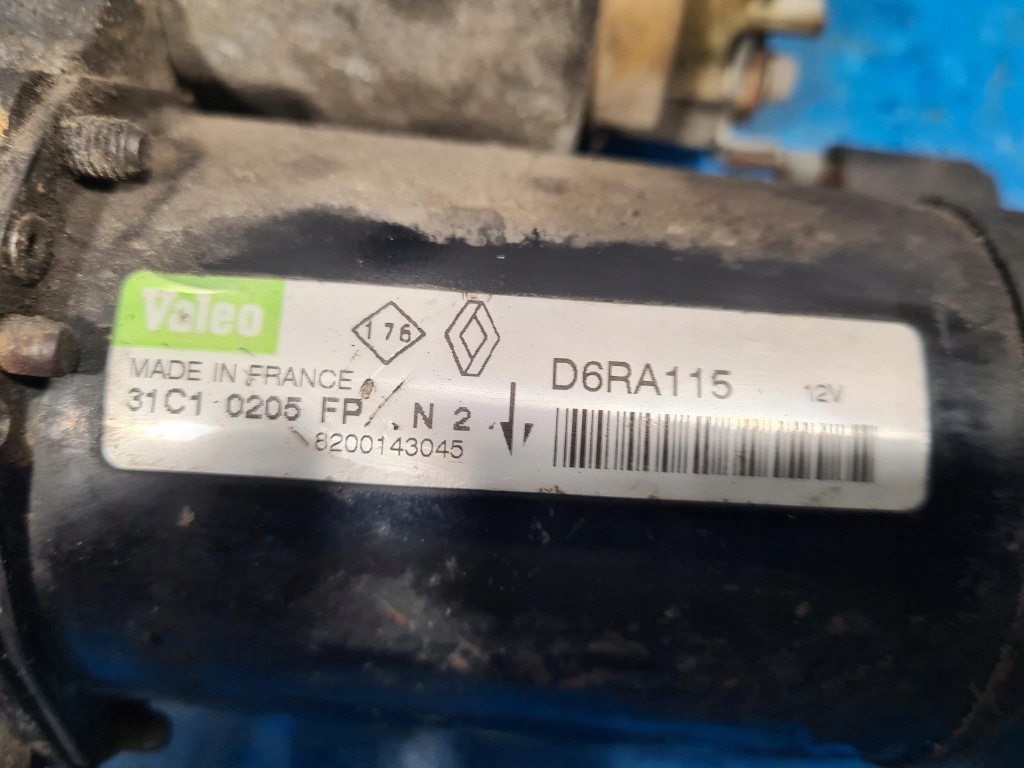 Valeo
176
D6RA115 12V
MADE IN FRANCE
31C1 0205 FP/. N 2
8200143045